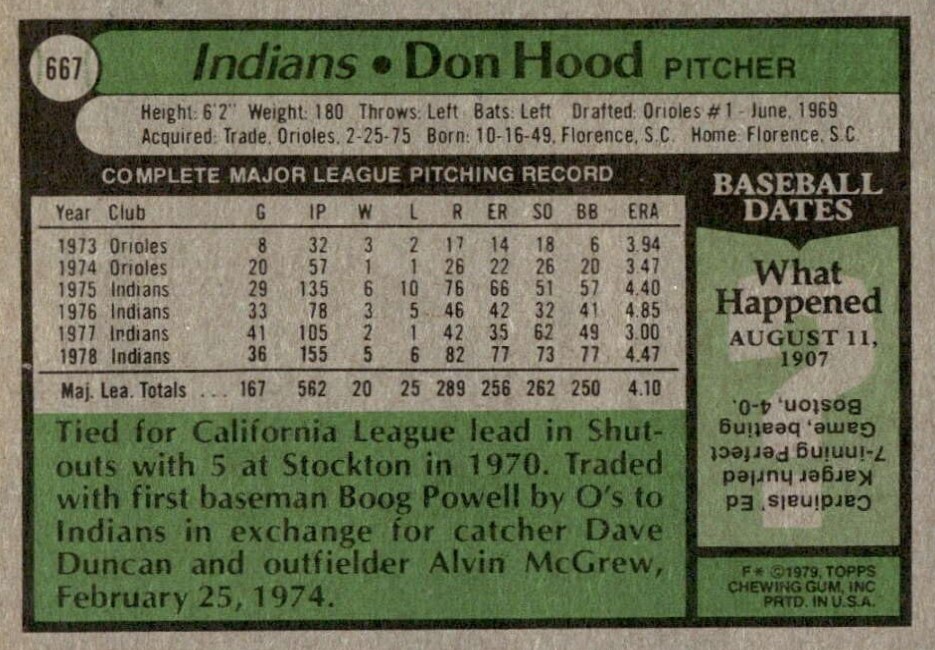 667
Indians • Don Hood PITCHER
Height: 6'2" Weight: 180 Throws: Left Bats: Left Drafted: Orioles #1 - June, 1969
Acquired: Trade, Orioles, 2-25-75 Born: 10-16-49, Florence, S.C. Home: Florence, S.C.
COMPLETE MAJOR LEAGUE PITCHING RECORD
Year Club G IP W L R ER SO BB ERA
1973 Orioles 8 32 3 2 17 14 18 6 3.94
1974 Orioles 20 57 1 1 26 22 26 20 3.47
1975 Indians 29 135 6 10 76 66 51 57 4.40
1976 Indians 33 78 3 5 46 42 32 41 4.85
1977 Indians 41 105 2 1 42 35 62 49 3.00
1978 Indians 36 155 5 6 82 77 73 77 4.47
Maj. Lea. Totals ... 167 562 20 25 289 256 262 250 4.10
Tied for California League lead in Shut-
outs with 5 at Stockton in 1970. Traded
with first baseman Boog Powell by O's to
Indians in exchange for catcher Dave
Duncan and outfielder Alvin McGrew,
February 25, 1974.
BASEBALL
DATES
What
Happened
AUGUST 11,
1907
Cardinals' Ed
Karger hurled
7-inning Perfect
Game, beating
Boston, 4-0.
F* ©1979, TOPPS
CHEWING GUM, INC
PRTD. IN U.S.A.